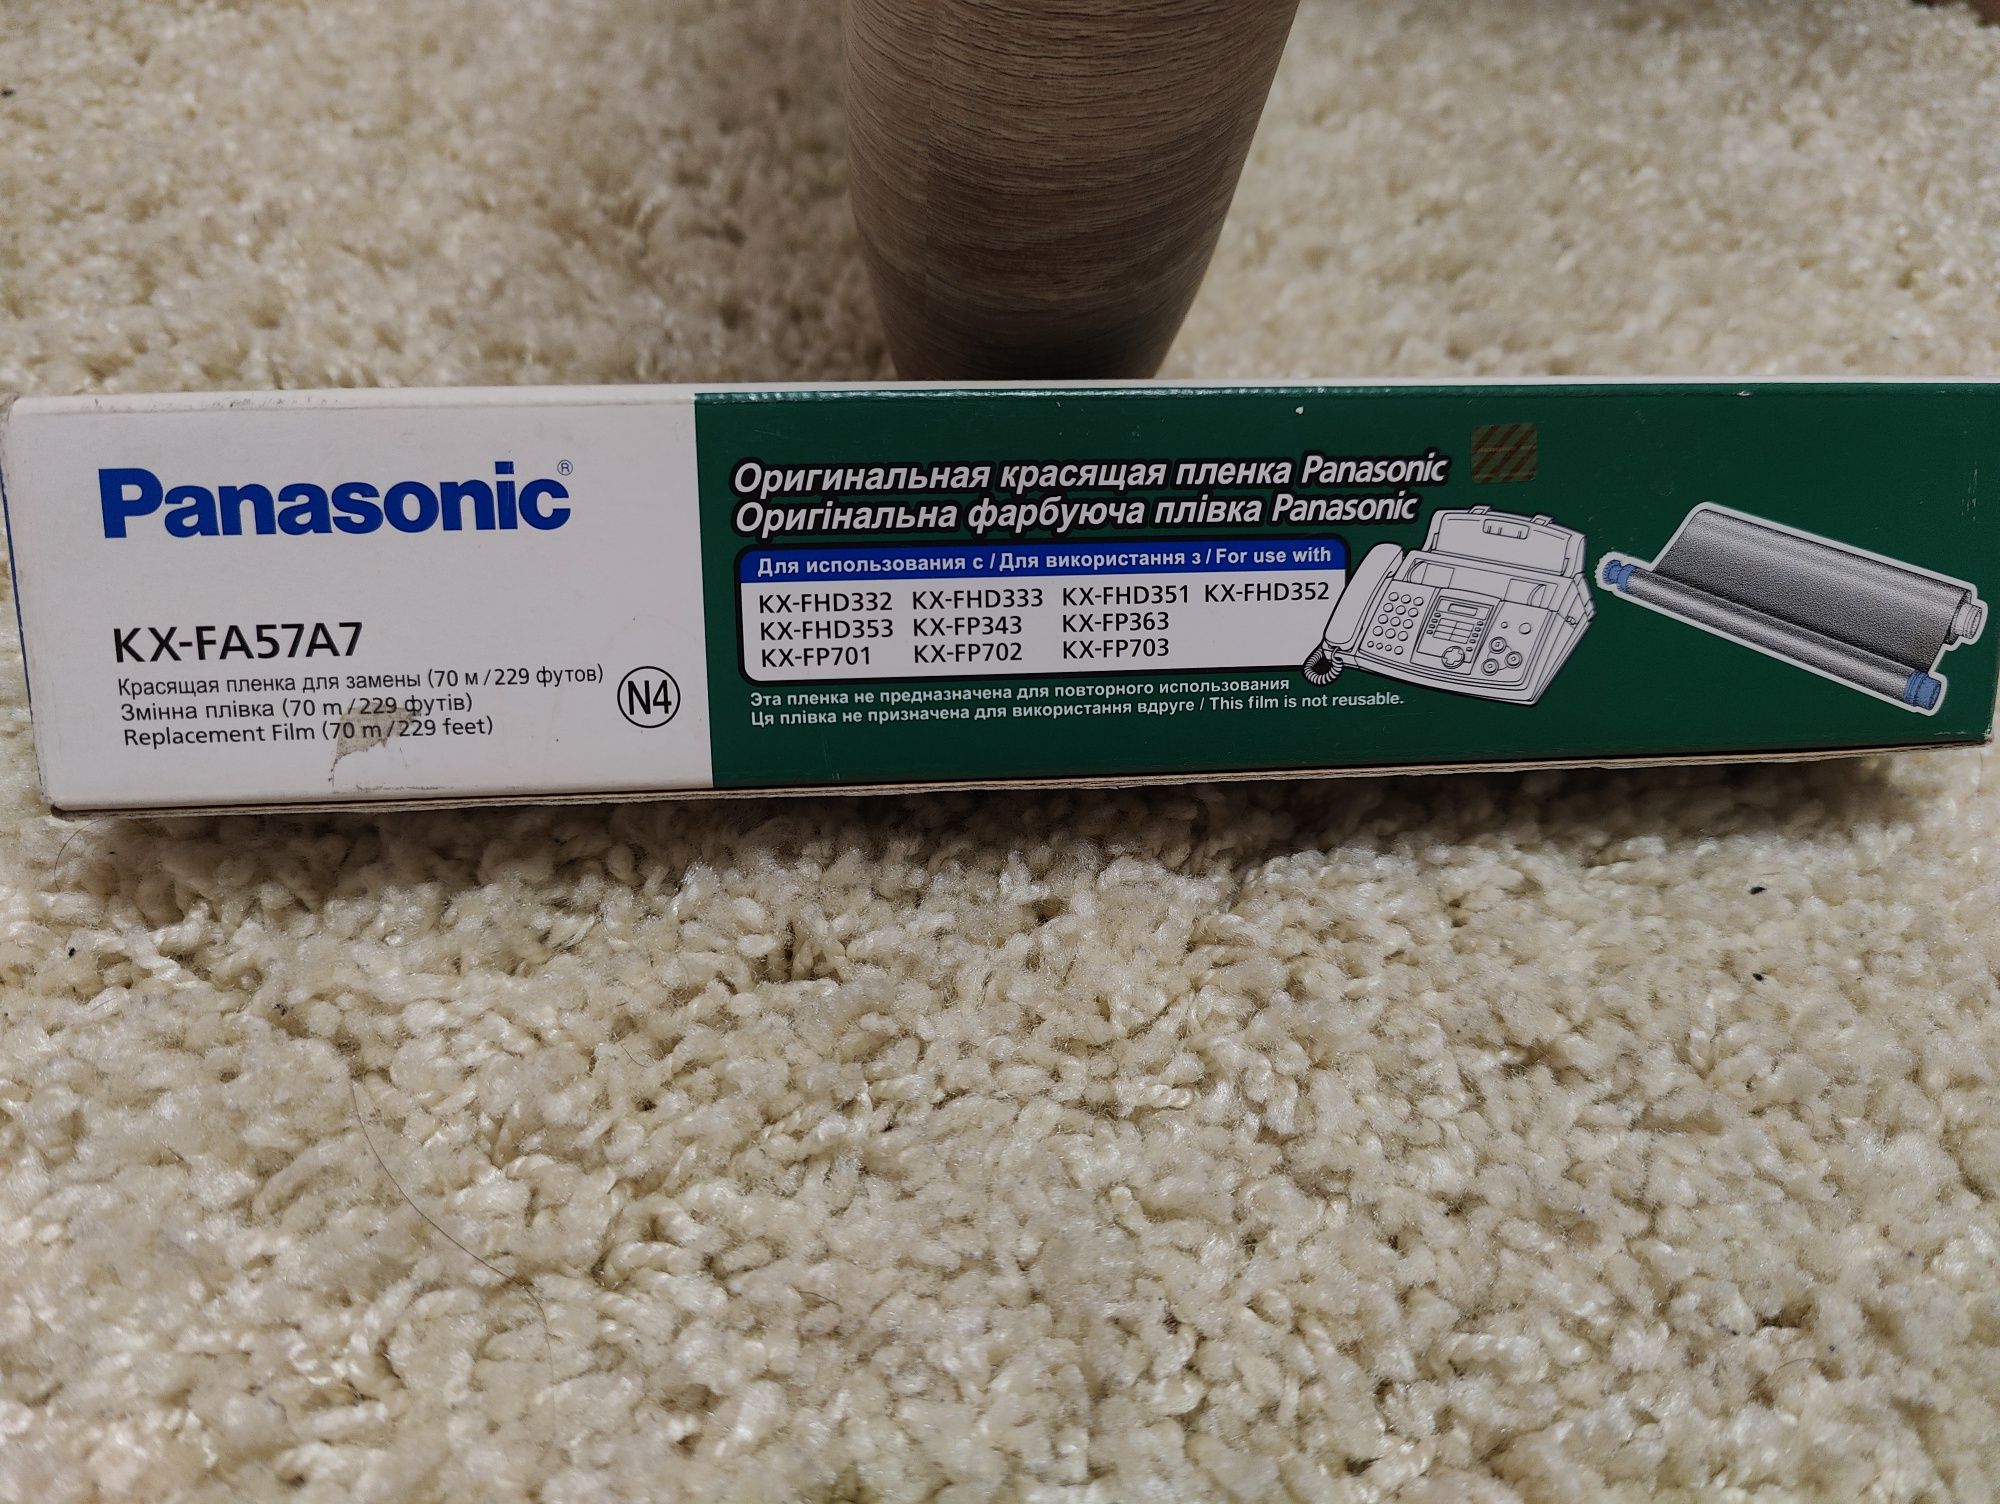 Panasonic®
KX-FA57A7
Красящая пленка для замены (70 м/229 футов)
Змінна плівка (70 m/229 футів)
Replacement Film (70 m/229 feet)
N4
Оригинальная красящая пленка Panasonic
Оригінальна фарбуюча плівка Panasonic
Для использования с / Для використання з / For use with
KX-FHD332 KX-FHD333 KX-FHD351 KX-FHD352
KX-FHD353 KX-FP343 KX-FP363
KX-FP701 KX-FP702 KX-FP703
Эта пленка не предназначена для повторного использования
Ця плівка не призначена для використання вдруге / This film is not reusable.